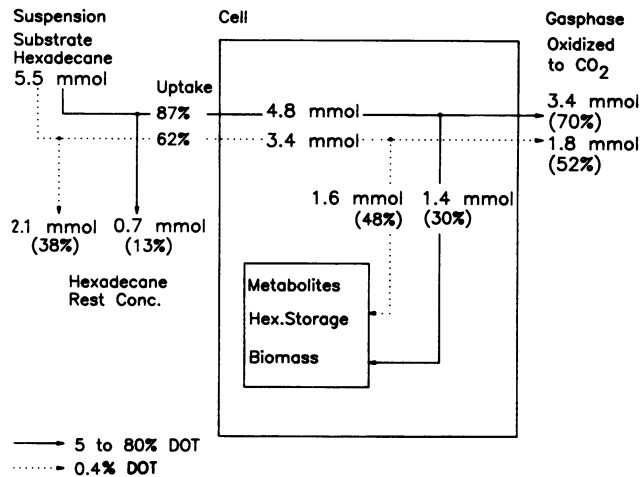 Suspension
Cell
Gasphase
Substrate
Hexadecane
5.5 mmol
Oxidized
to CO2
Uptake
87%
4.8 mmol
3.4 mmol
(70%)
62%
3.4 mmol
1.8 mmol
(52%)
2.1 mmol
(38%)
0.7 mmol
(13%)
1.6 mmol
(48%)
1.4 mmol
(30%)
Hexadecane
Rest Conc.
Metabolites
Hex.Storage
Biomass
5 to 80% DOT
0.4% DOT